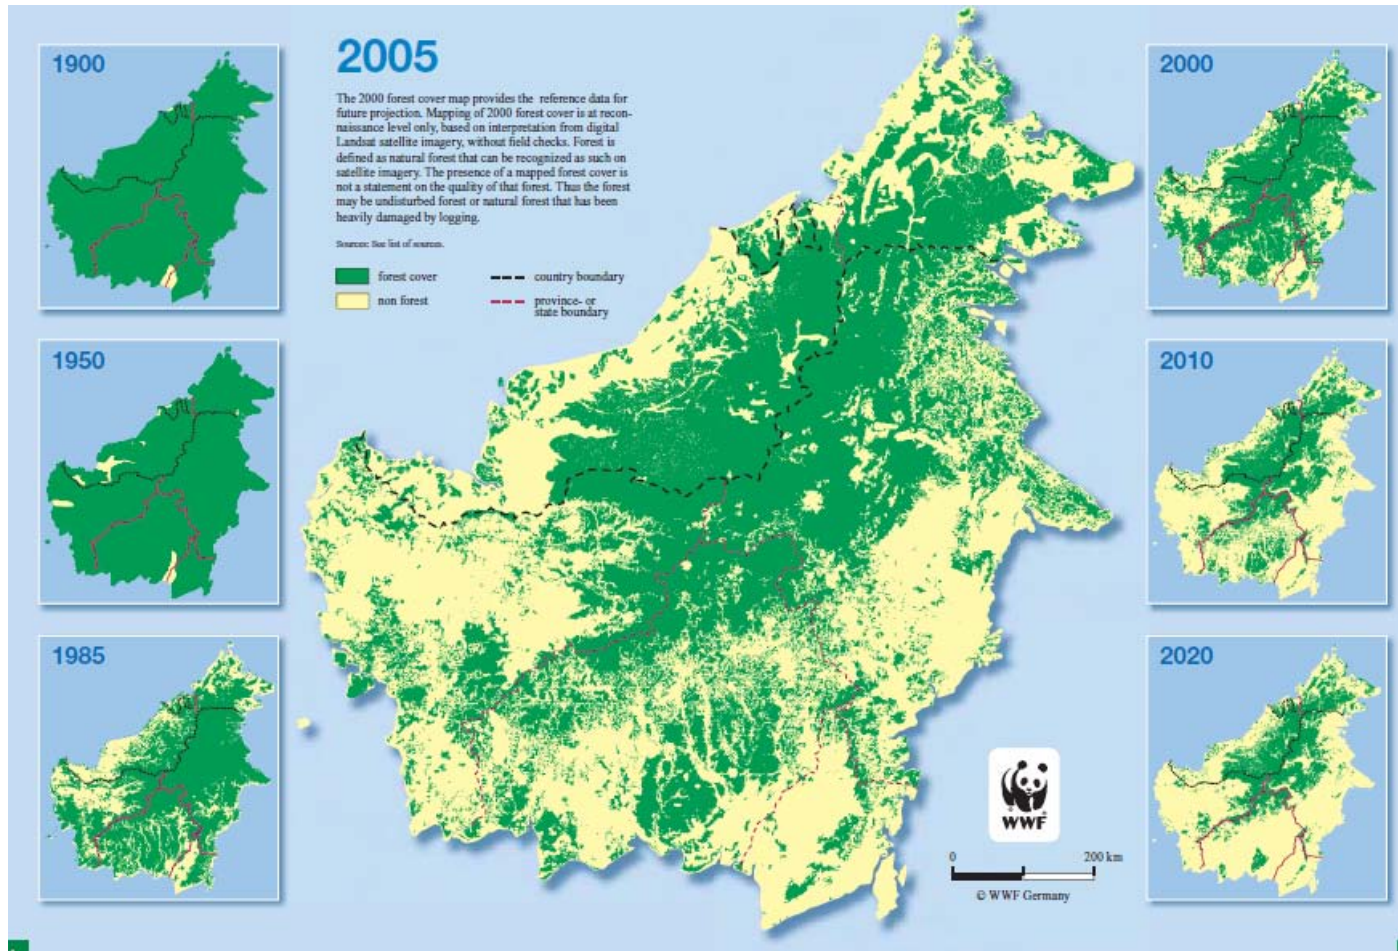 1900
1950
1985
2005
The 2000 forest cover map provides the reference data for
future projection. Mapping of 2000 forest cover is at recon-
naissance level only, based on interpretation from digital
Landsat satellite imagery, without field checks. Forest is
defined as natural forest that can be recognized as such on
satellite imagery. The presence of a mapped forest cover is
not a statement on the quality of that forest. Thus the forest
may be undisturbed forest or natural forest that has been
heavily damaged by logging.
Sources: See list of sources.
forest cover
non forest
country boundary
province- or
state boundary
WWF
0 200 km
© WWF Germany
2000
2010
2020